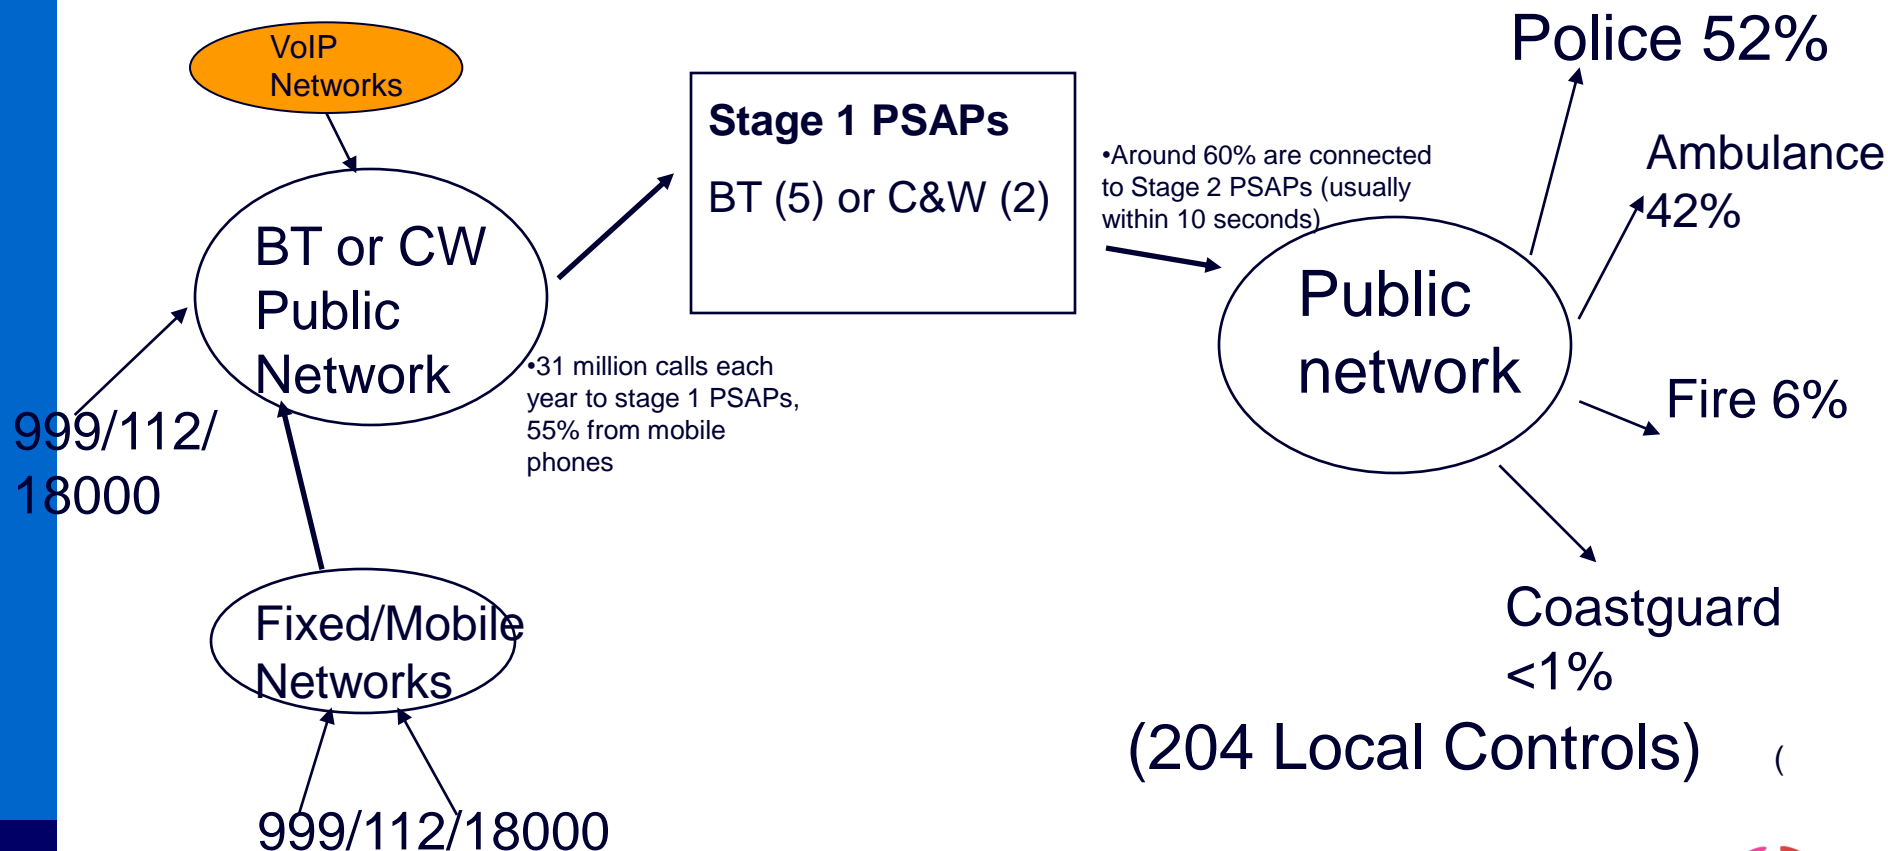 VoIP
Networks
BT or CW
Public
Network
999/112/
18000
Fixed/Mobile
Networks
999/112/18000
•31 million calls each
year to stage 1 PSAPs,
55% from mobile
phones
Stage 1 PSAPs
BT (5) or C&W (2)
•Around 60% are connected
to Stage 2 PSAPs (usually
within 10 seconds)
Public
network
Police 52%
Ambulance
42%
Fire 6%
Coastguard
<1%
(204 Local Controls)
(